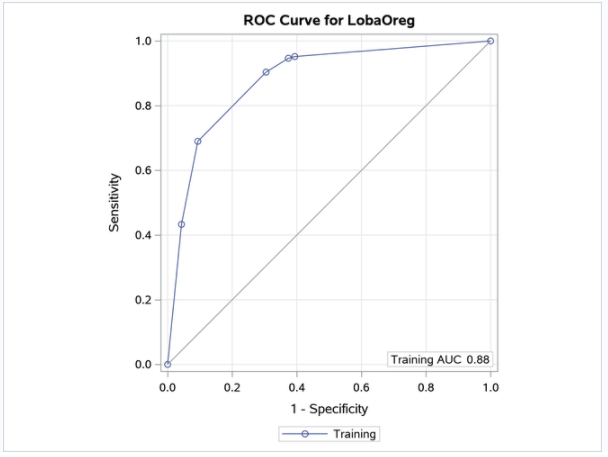 ROC Curve for LobaOreg
1.0
0.8
0.6
0.4
0.2
0.0
Sensitivity
Training AUC 0.88
0.0 0.2 0.4 0.6 0.8 1.0
1 - Specificity
Training